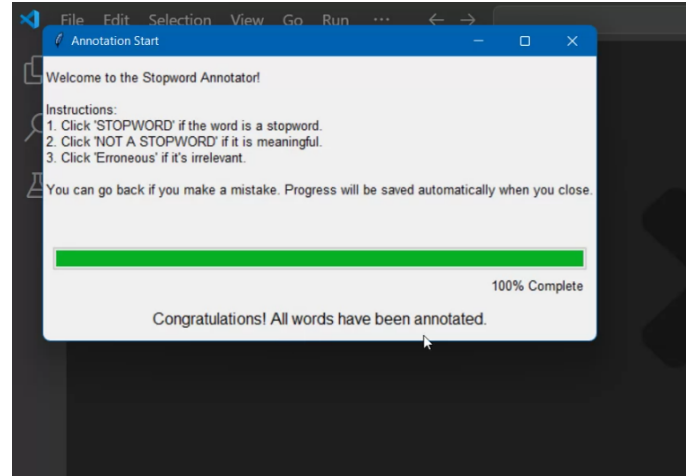 File Edit Selection View Go Run ... ← →
Annotation Start
Welcome to the Stopword Annotator!
Instructions:
1. Click 'STOPWORD' if the word is a stopword.
2. Click 'NOT A STOPWORD' if it is meaningful.
3. Click 'Erroneous' if it's irrelevant.
You can go back if you make a mistake. Progress will be saved automatically when you close.
100% Complete
Congratulations! All words have been annotated.